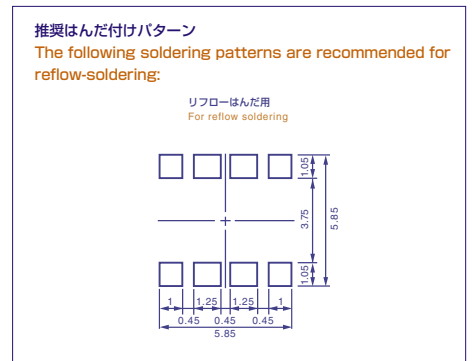 推奨はんだ付けパターン
The following soldering patterns are recommended for
reflow-soldering:
リフローはんだ用
For reflow soldering
1.05
3.75
5.85
1.05
1 1.25 1.25 1
0.45 0.45 0.45
5.85